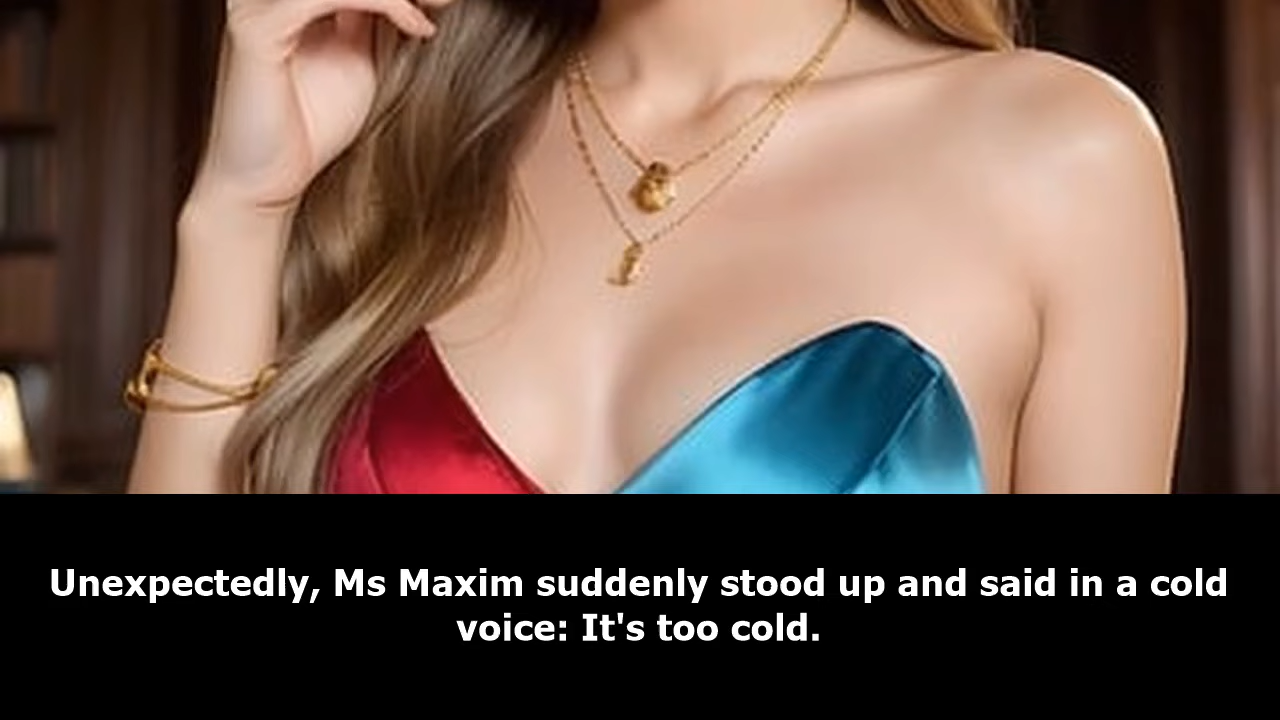 Unexpectedly, Ms Maxim suddenly stood up and said in a cold
voice: It's too cold.